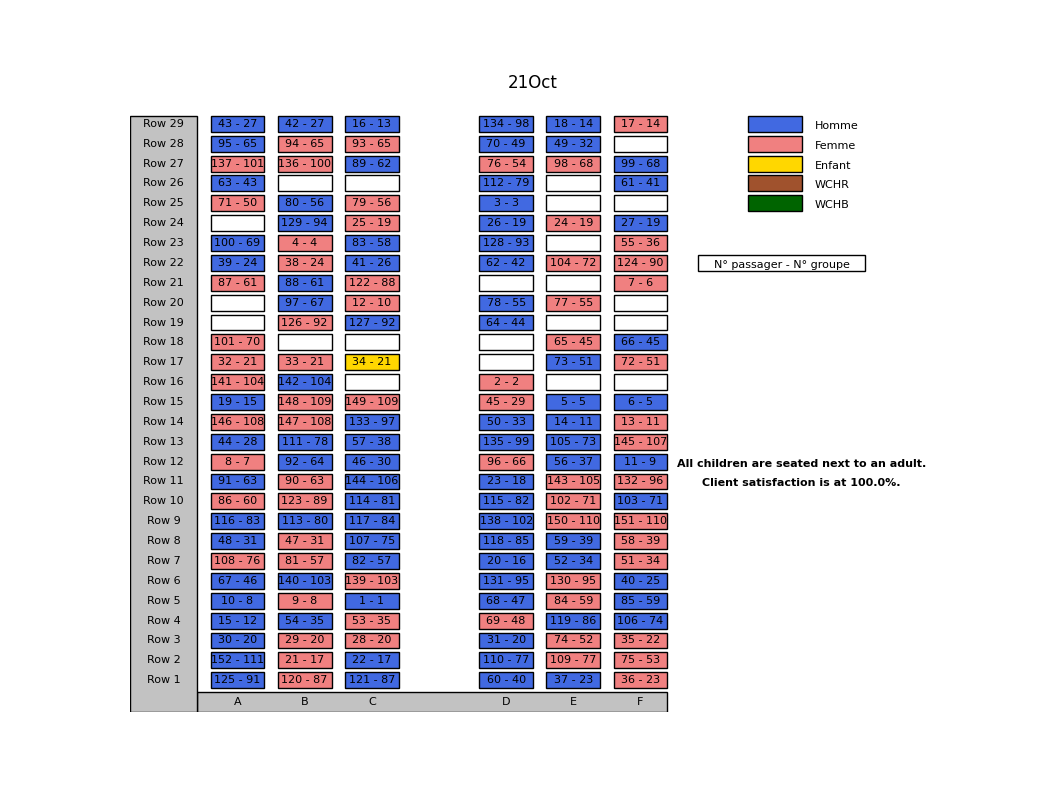 21Oct
Row 29 43 - 27 42 - 27 16 - 13 134 - 98 18 - 14 17 - 14 Homme
Row 28 95 - 65 94 - 65 93 - 65 70 - 49 49 - 32 Femme
Row 27 137 - 101 136 - 100 89 - 62 76 - 54 98 - 68 99 - 68 Enfant
Row 26 63 - 43 112 - 79 61 - 41 WCHR
Row 25 71 - 50 80 - 56 79 - 56 3 - 3 WCHB
Row 24 129 - 94 25 - 19 26 - 19 24 - 19 27 - 19
Row 23 100 - 69 4 - 4 83 - 58 128 - 93 55 - 36
Row 22 39 - 24 38 - 24 41 - 26 62 - 42 104 - 72 124 - 90 N° passager - N° groupe
Row 21 87 - 61 88 - 61 122 - 88 7 - 6
Row 20 97 - 67 12 - 10 78 - 55 77 - 55
Row 19 126 - 92 127 - 92 64 - 44
Row 18 101 - 70 65 - 45 66 - 45
Row 17 32 - 21 33 - 21 34 - 21 73 - 51 72 - 51
Row 16 141 - 104 142 - 104 2 - 2
Row 15 19 - 15 148 - 109 149 - 109 45 - 29 5 - 5 6 - 5
Row 14 146 - 108 147 - 108 133 - 97 50 - 33 14 - 11 13 - 11
Row 13 44 - 28 111 - 78 57 - 38 135 - 99 105 - 73 145 - 107
Row 12 8 - 7 92 - 64 46 - 30 96 - 66 56 - 37 11 - 9 All children are seated next to an adult.
Row 11 91 - 63 90 - 63 144 - 106 23 - 18 143 - 105 132 - 96 Client satisfaction is at 100.0%.
Row 10 86 - 60 123 - 89 114 - 81 115 - 82 102 - 71 103 - 71
Row 9 116 - 83 113 - 80 117 - 84 138 - 102 150 - 110 151 - 110
Row 8 48 - 31 47 - 31 107 - 75 118 - 85 59 - 39 58 - 39
Row 7 108 - 76 81 - 57 82 - 57 20 - 16 52 - 34 51 - 34
Row 6 67 - 46 140 - 103 139 - 103 131 - 95 130 - 95 40 - 25
Row 5 10 - 8 9 - 8 1 - 1 68 - 47 84 - 59 85 - 59
Row 4 15 - 12 54 - 35 53 - 35 69 - 48 119 - 86 106 - 74
Row 3 30 - 20 29 - 20 28 - 20 31 - 20 74 - 52 35 - 22
Row 2 152 - 111 21 - 17 22 - 17 110 - 77 109 - 77 75 - 53
Row 1 125 - 91 120 - 87 121 - 87 60 - 40 37 - 23 36 - 23
A B C D E F